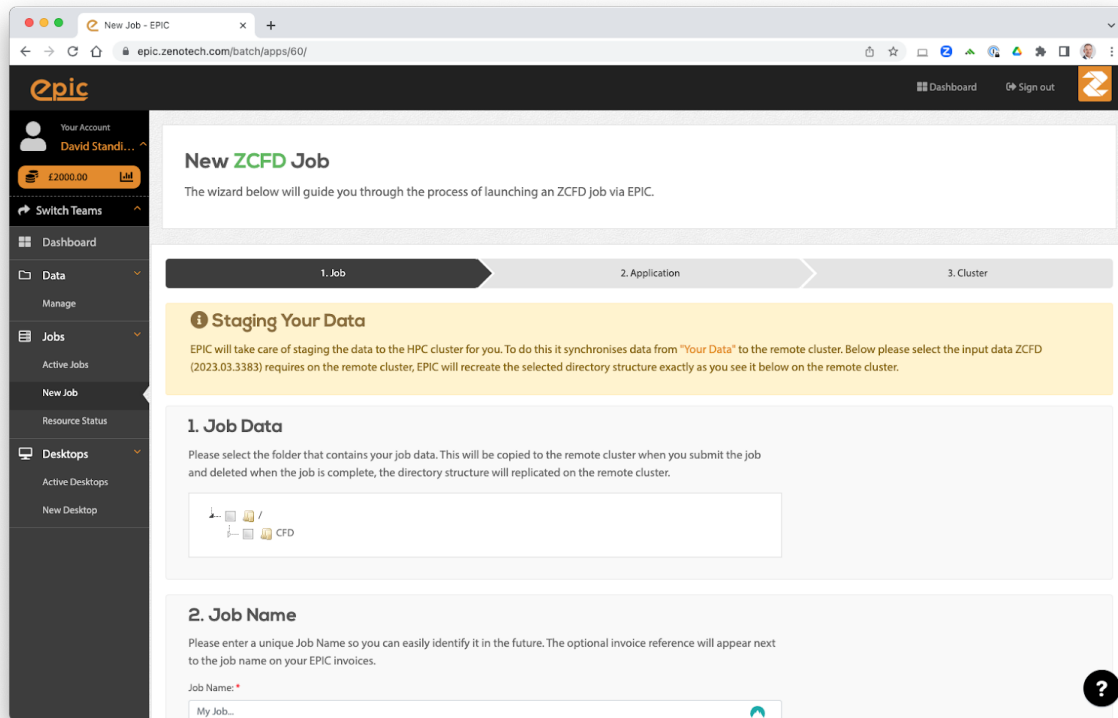 New Job - EPIC
epic.zenotech.com/batch/apps/60/
epic
Dashboard
Sign out
Your Account
David Standi...
£2000.00
Switch Teams
Dashboard
Data
Manage
Jobs
Active Jobs
New Job
Resource Status
Desktops
Active Desktops
New Desktop
New ZCFD Job
The wizard below will guide you through the process of launching an ZCFD job via EPIC.
1. Job
2. Application
3. Cluster
Staging Your Data
EPIC will take care of staging the data to the HPC cluster for you. To do this it synchronises data from "Your Data" to the remote cluster. Below please select the input data ZCFD
(2023.03.3383) requires on the remote cluster, EPIC will recreate the selected directory structure exactly as you see it below on the remote cluster.
1. Job Data
Please select the folder that contains your job data. This will be copied to the remote cluster when you submit the job
and deleted when the job is complete, the directory structure will replicated on the remote cluster.
/
CFD
2. Job Name
Please enter a unique Job Name so you can easily identify it in the future. The optional invoice reference will appear next
to the job name on your EPIC invoices.
Job Name: *
My Job...
?